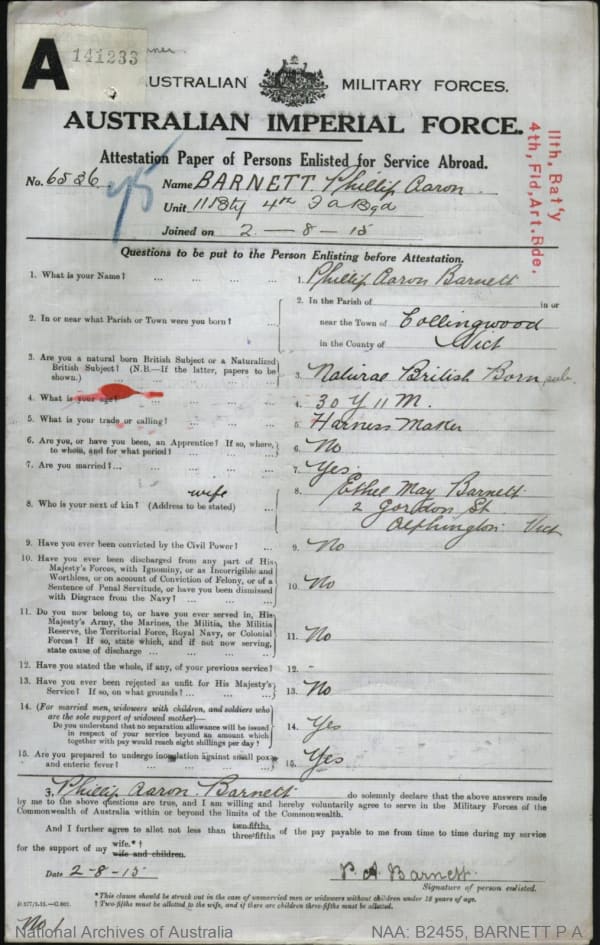 A
141233
AUSTRALIAN MILITARY FORCES.
AUSTRALIAN IMPERIAL FORCE.
Attestation Paper of Persons Enlisted for Service Abroad.
11th, Bat'y
4th, Fld, Art. Bde.
No. 6536 Name BARNETT. Phillip Aaron
Unit 11 Bty 4th F a Bgd
Joined on 2 - 8 - 15
Questions to be put to the Person Enlisting before Attestation.
1. What is your Name? ... ... ... ... 1. Phillip Aaron Barnett
2. In or near what Parish or Town were you born? ... 2. In the Parish of in or
near the Town of Collingwood
in the County of Vict
3. Are you a natural born British Subject or a Naturalized
British Subject? (N.B.—If the latter, papers to be
shown.) ... ... ... ... 3. Natural British Born sub.
4. What is your age? ... ... ... 4. 30 Y 11 M.
5. What is your trade or calling? ... ... ... 5. Harness Maker
6. Are you, or have you been, an Apprentice? If so, where,
to whom, and for what period? ... ... 6. No
7. Are you married? ... ... ... ... 7. Yes.
wife
8. Who is your next of kin? (Address to be stated) ... 8. Ethel May Barnett
2 Gordon St
Alphington Vict
9. Have you ever been convicted by the Civil Power? ... 9. No
10. Have you ever been discharged from any part of His
Majesty's Forces, with Ignominy, or as Incorrigible and
Worthless, or on account of Conviction of Felony, or of a
Sentence of Penal Servitude, or have you been dismissed
with Disgrace from the Navy? ... ... 10. No
11. Do you now belong to, or have you ever served in, His
Majesty's Army, the Marines, the Militia, the Militia
Reserve, the Territorial Force, Royal Navy, or Colonial
Forces? If so, state which, and if not now serving,
state cause of discharge ... ... ... 11. No
12. Have you stated the whole, if any, of your previous service? 12. -
13. Have you ever been rejected as unfit for His Majesty's
Service? If so, on what grounds? ... ... 13. No
14. (For married men, widowers with children, and soldiers who
are the sole support of widowed mother)—
Do you understand that no separation allowance will be issued
in respect of your service beyond an amount which
together with pay would reach eight shillings per day? 14. Yes
15. Are you prepared to undergo inoculation against small pox
and enteric fever? ... ... ... ... 15. Yes
I, Phillip Aaron Barnett do solemnly declare that the above answers made
by me to the above questions are true, and I am willing and hereby voluntarily agree to serve in the Military Forces of the
Commonwealth of Australia within or beyond the limits of the Commonwealth.
And I further agree to allot not less than two-fifths, three-fifths of the pay payable to me from time to time during my service
for the support of my wife.*† wife and children.
Date 2-8-15 P. A. Barnett.
Signature of person enlisted.
* This clause should be struck out in the case of unmarried men or widowers without children under 18 years of age.
† Two-fifths must be allotted to the wife, and if there are children three-fifths must be allotted.
No 1
National Archives of Australia
NAA: B2455, BARNETT P A